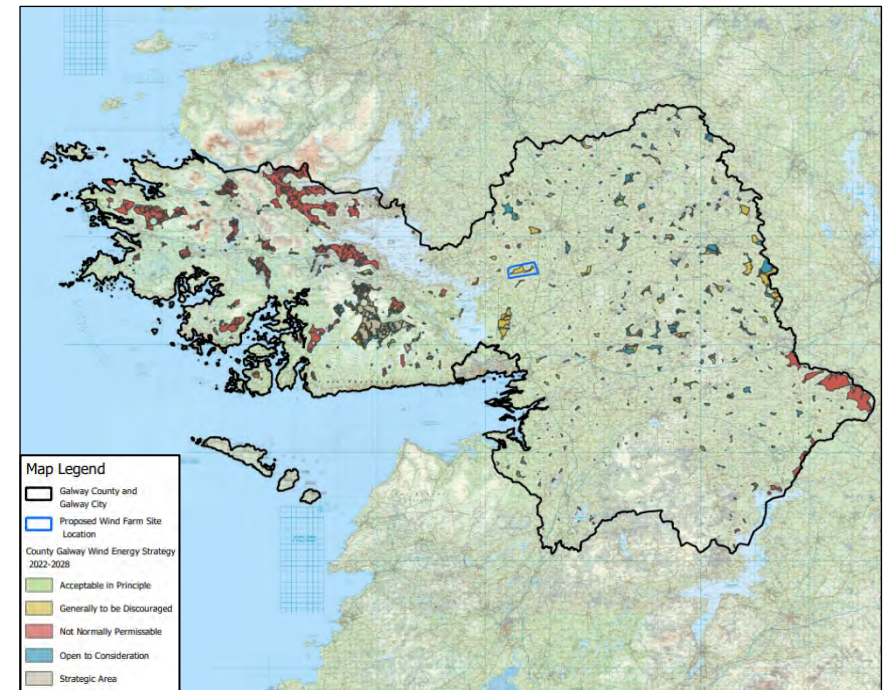 Map Legend
Galway County and
Galway City
Proposed Wind Farm Site
Location
County Galway Wind Energy Strategy
2022-2028
Acceptable in Principle
Generally to be Discouraged
Not Normally Permissable
Open to Consideration
Strategic Area